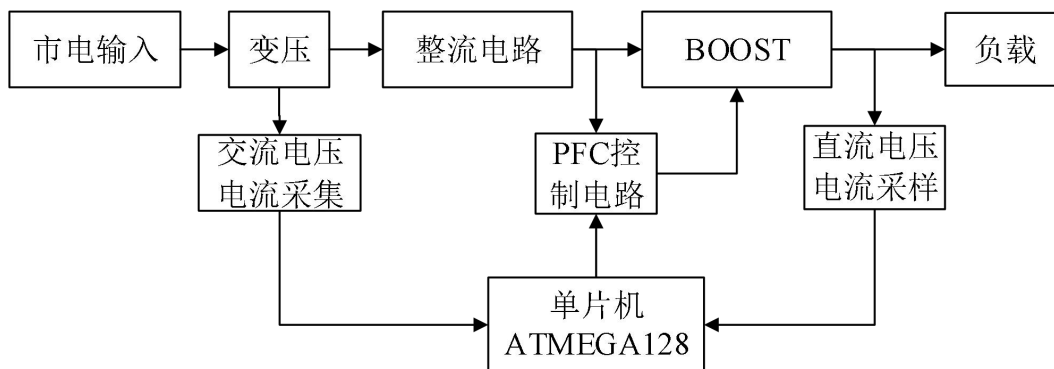 市电输入
变压
整流电路
BOOST
负载
交流电压
电流采集
PFC控
制电路
直流电压
电流采样
单片机
ATMEGA128